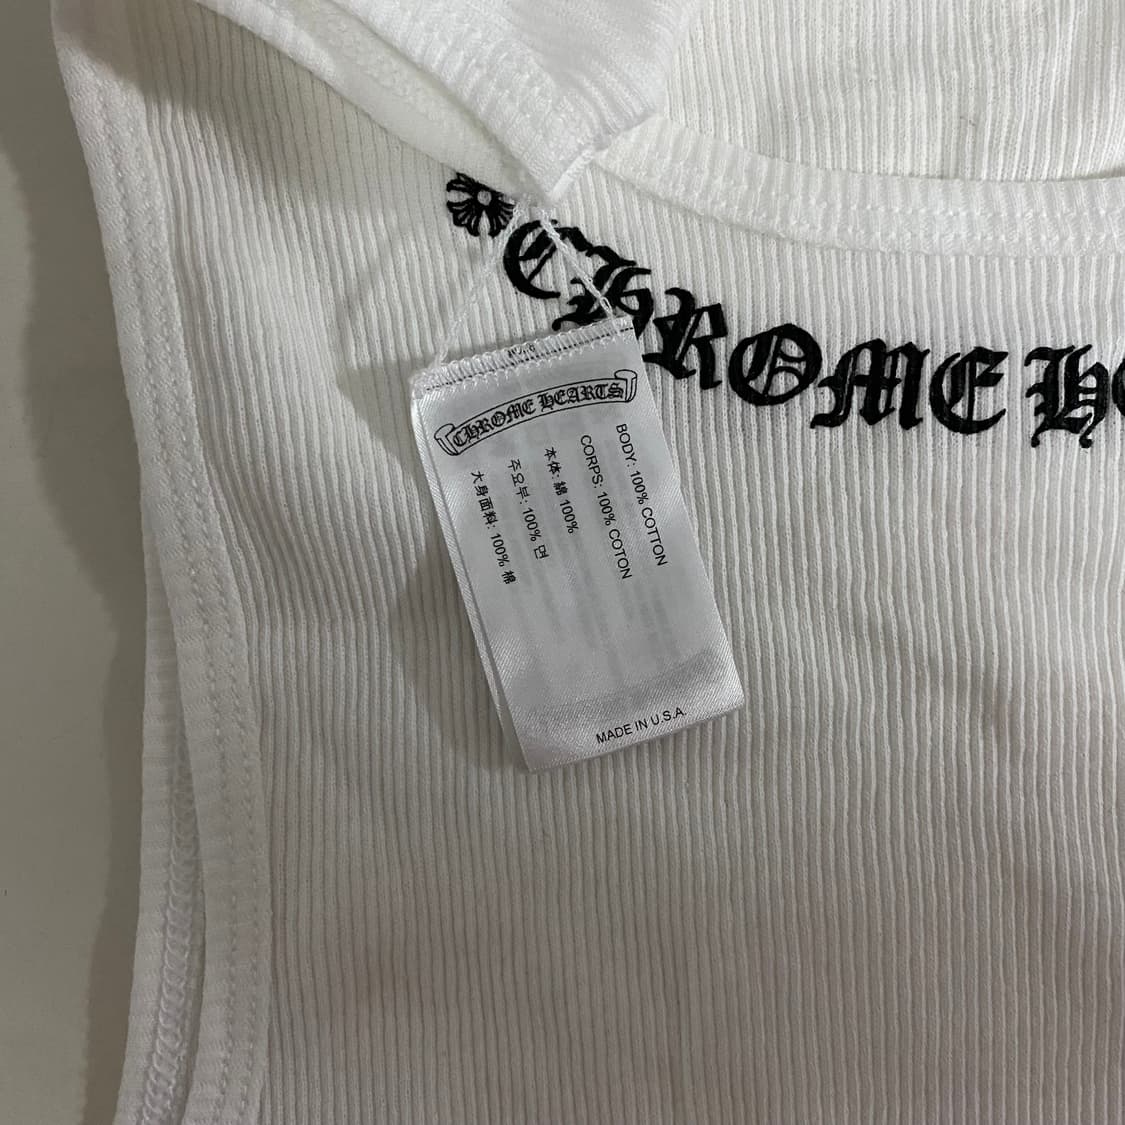 CHROME HE
CHROME HEARTS
BODY: 100% COTTON
CORPS: 100% COTON
本体: 綿 100%
주요부: 100% 면
大身面料: 100% 棉
MADE IN U.S.A.